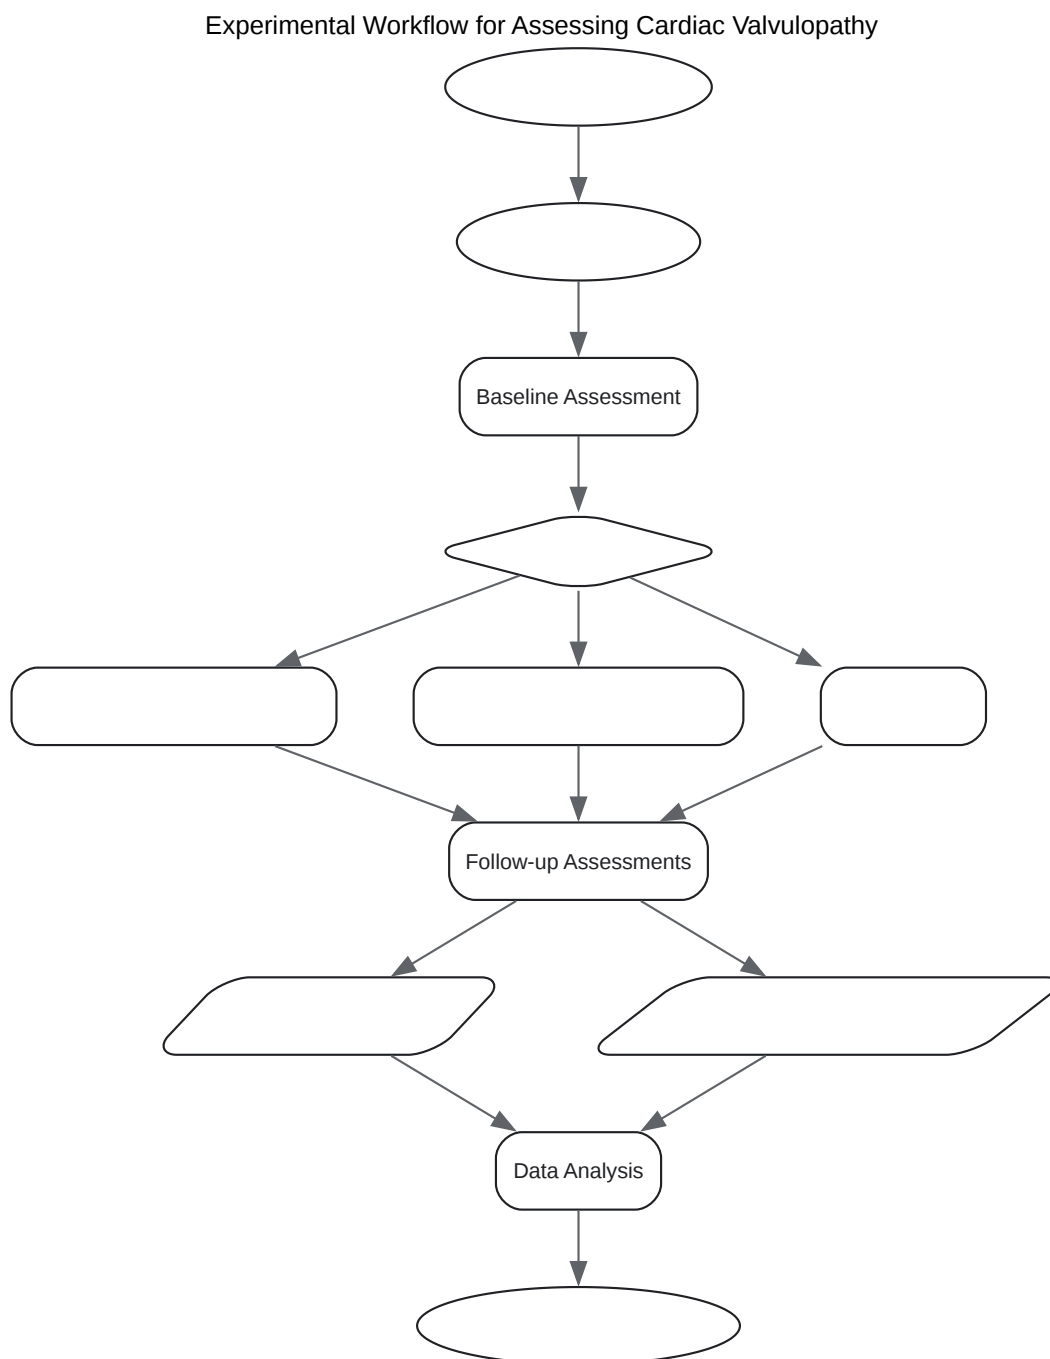 Experimental Workflow for Assessing Cardiac Valvulopathy
Baseline Assessment
Follow-up Assessments
Data Analysis